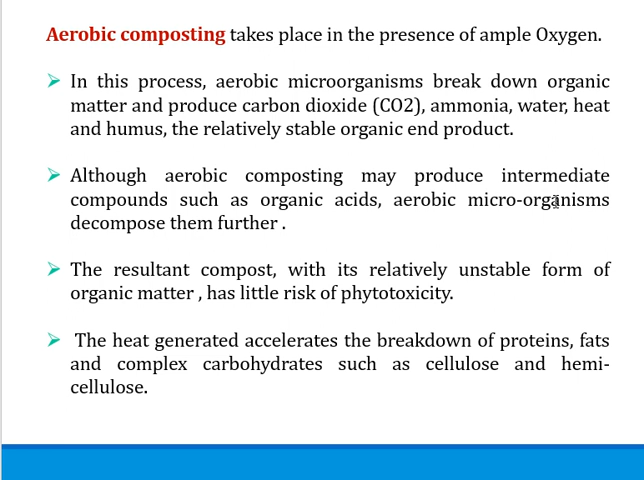 Aerobic composting takes place in the presence of ample Oxygen.
In this process, aerobic microorganisms break down organic
matter and produce carbon dioxide (CO2), ammonia, water, heat
and humus, the relatively stable organic end product.
Although aerobic composting may produce intermediate
compounds such as organic acids, aerobic micro-organisms
decompose them further .
The resultant compost, with its relatively unstable form of
organic matter , has little risk of phytotoxicity.
The heat generated accelerates the breakdown of proteins, fats
and complex carbohydrates such as cellulose and hemi-
cellulose.